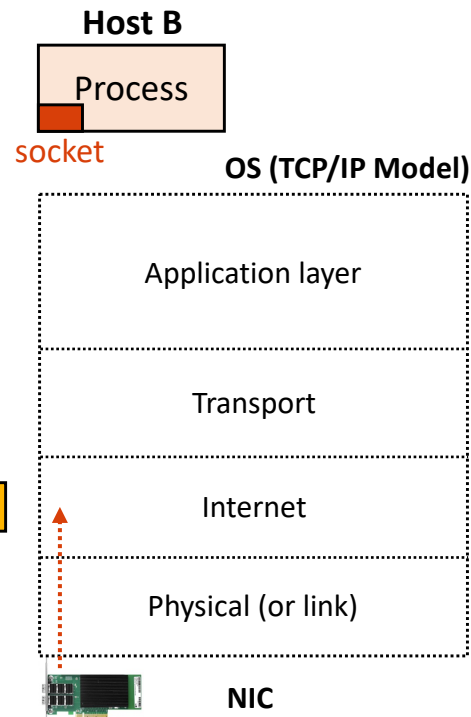 Host B
Process
socket
OS (TCP/IP Model)
Application layer
Transport
Internet
Physical (or link)
NIC